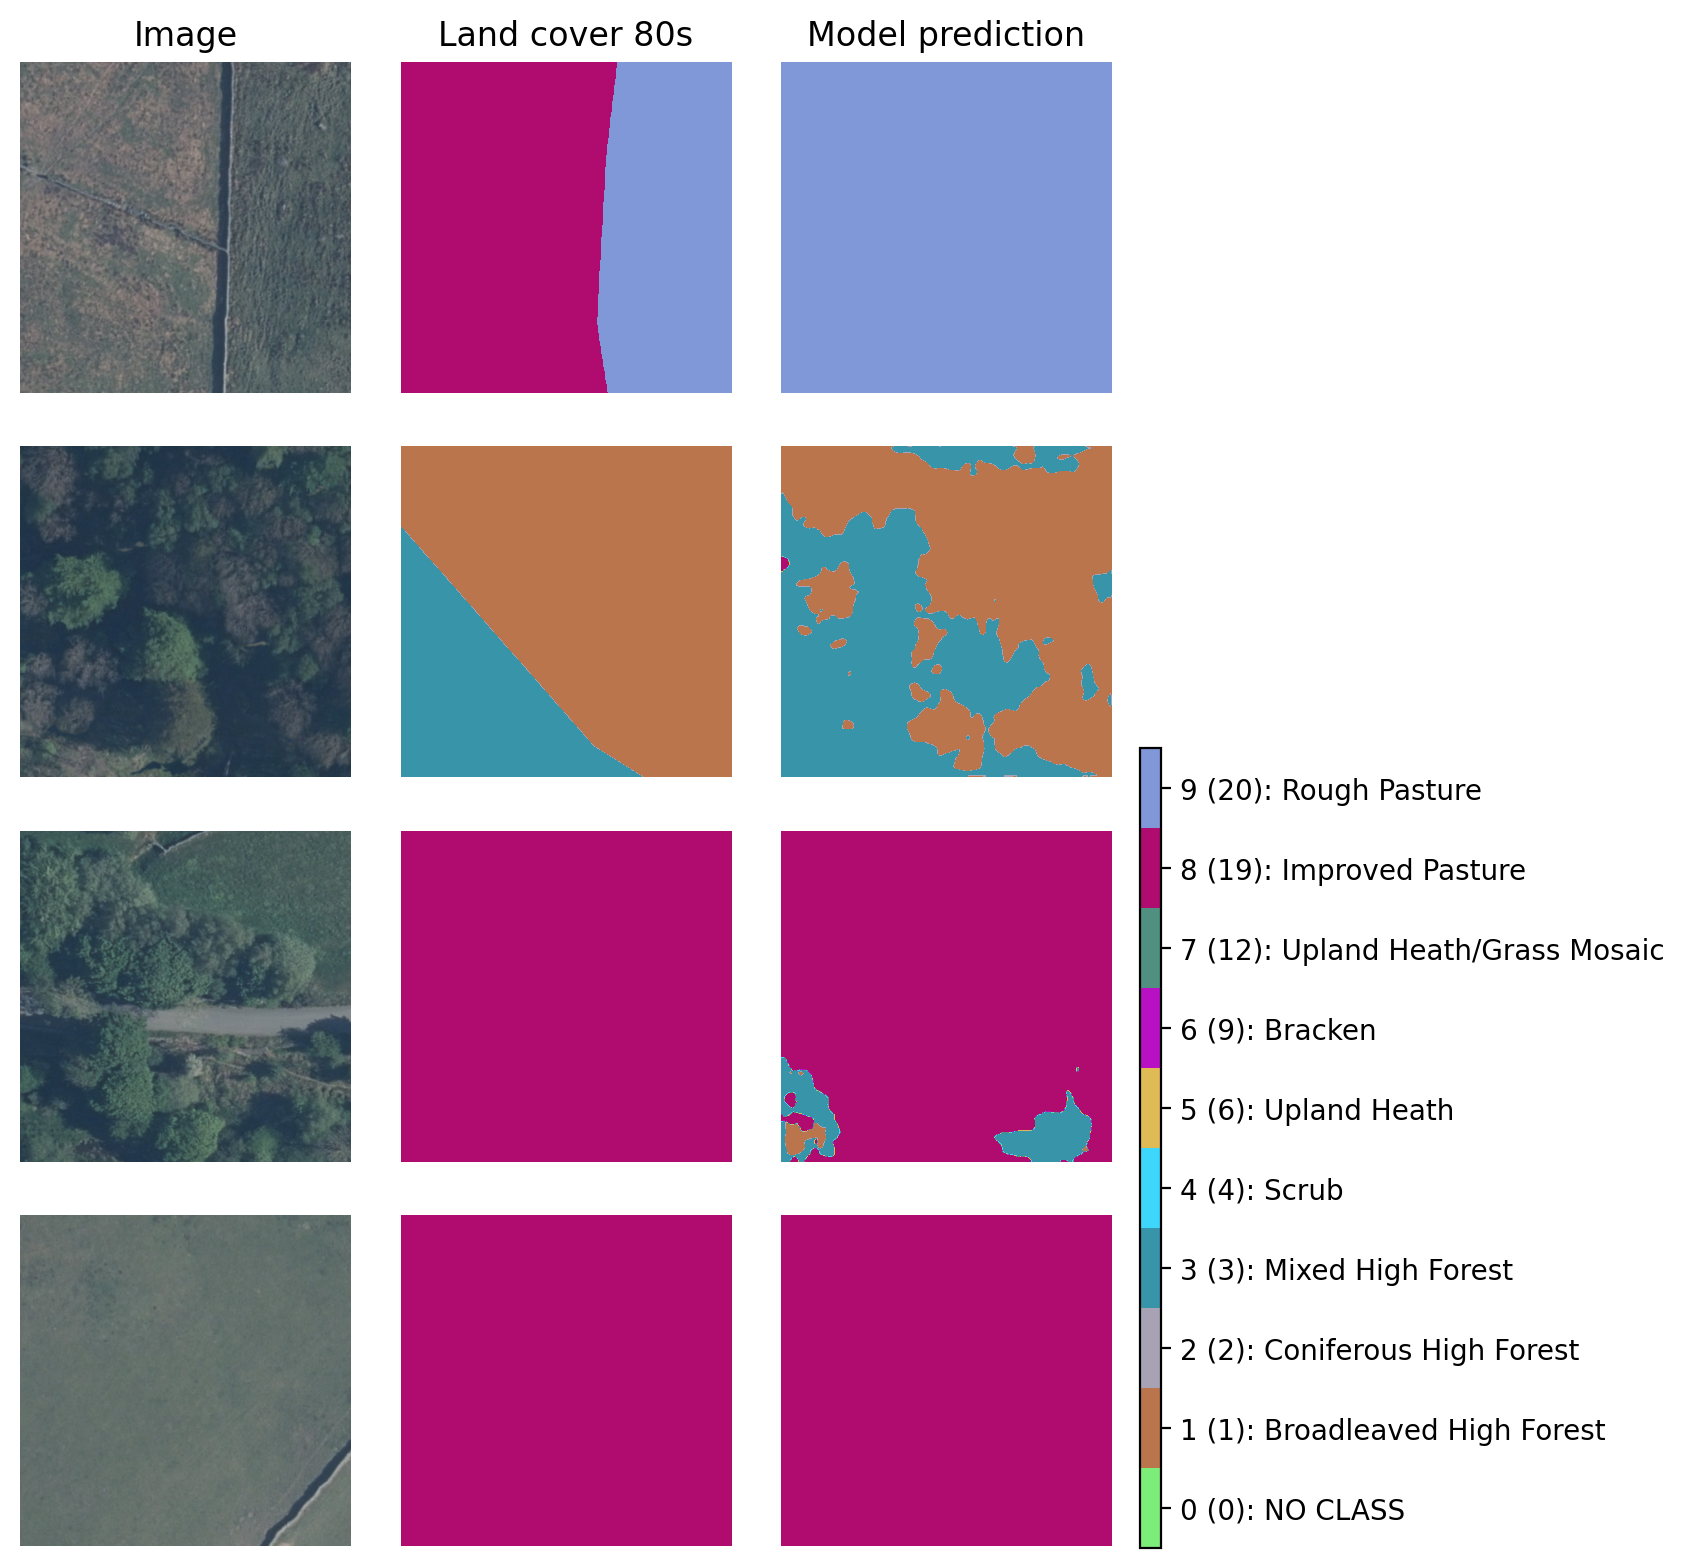 Image
Land cover 80s
Model prediction
9 (20): Rough Pasture
8 (19): Improved Pasture
7 (12): Upland Heath/Grass Mosaic
6 (9): Bracken
5 (6): Upland Heath
4 (4): Scrub
3 (3): Mixed High Forest
2 (2): Coniferous High Forest
1 (1): Broadleaved High Forest
0 (0): NO CLASS